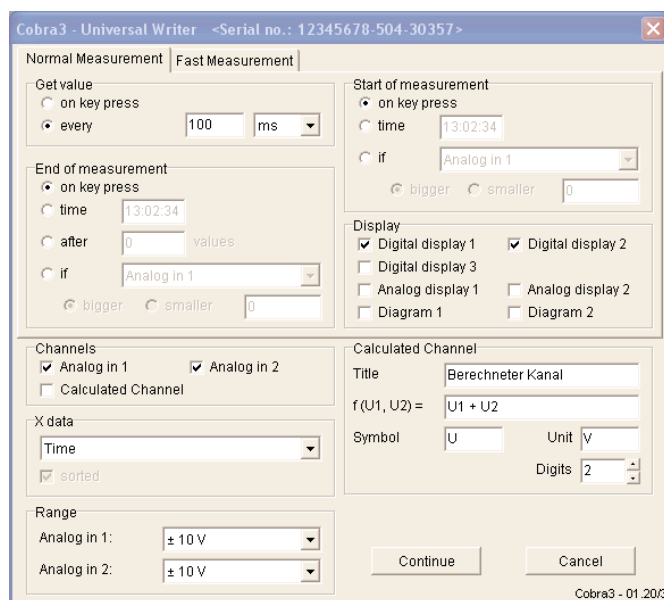 Cobra3 - Universal Writer <Serial no.: 12345678-504-30357>
Normal Measurement Fast Measurement
Get value
on key press
every 100 ms
End of measurement
on key press
time 13:02:34
after 0 values
if Analog in 1
bigger smaller 0
Start of measurement
on key press
time 13:02:34
if Analog in 1
bigger smaller 0
Display
Digital display 1 Digital display 2
Digital display 3
Analog display 1 Analog display 2
Diagram 1 Diagram 2
Channels
Analog in 1 Analog in 2
Calculated Channel
X data
Time
sorted
Range
Analog in 1: ± 10 V
Analog in 2: ± 10 V
Calculated Channel
Title Berechneter Kanal
f (U1, U2) = U1 + U2
Symbol U Unit V
Digits 2
Continue Cancel
Cobra3 - 01.20/3